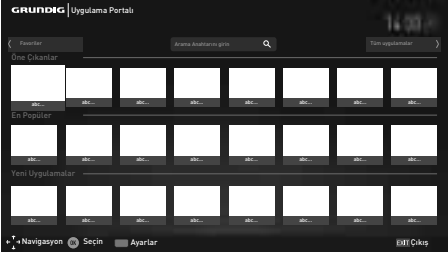 GRUNDIG Uygulama Portalı
Favoriler Arama Anahtarını girin Tüm uygulamalar
Öne Çıkanlar
abc... abc... abc... abc... abc... abc... abc... abc...
En Popüler
abc... abc... abc... abc... abc... abc... abc... abc...
Yeni Uygulamalar
abc... abc... abc... abc... abc... abc... abc... abc...
Navigasyon OK Seçin Ayarlar EXIT Çıkış